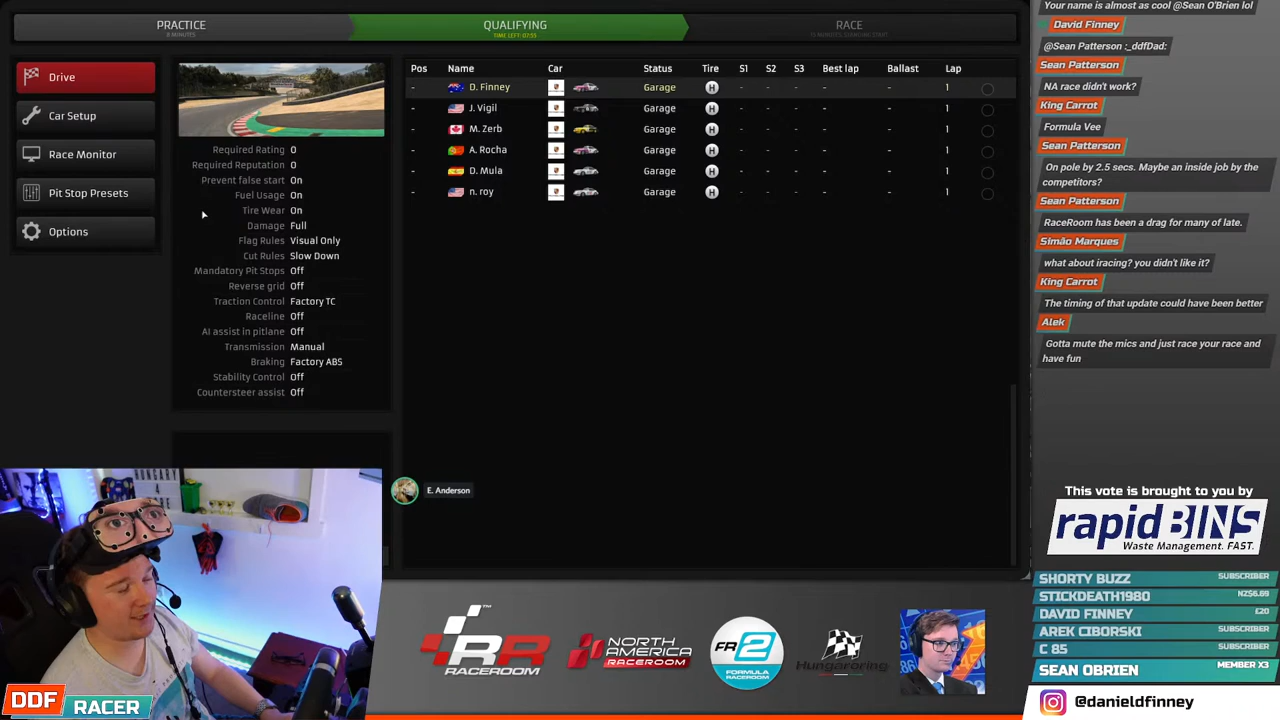 PRACTICE
8 MINUTES
QUALIFYING
TIME LEFT: 07:55
RACE
Drive
Car Setup
Race Monitor
Pit Stop Presets
Options
Required Rating 0
Required Reputation 0
Prevent false start On
Fuel Usage On
Tire Wear On
Damage Full
Flag Rules Visual Only
Cut Rules Slow Down
Mandatory Pit Stops Off
Reverse grid Off
Traction Control Factory TC
Raceline Off
AI assist in pitlane Off
Transmission Manual
Braking Factory ABS
Stability Control Off
Countersteer assist Off
Pos Name Car Status Tire S1 S2 S3 Best lap Ballast Lap
- D. Finney Garage H - - - - - 1
- J. Vigil Garage H - - - - - 1
- M. Zerb Garage H - - - - - 1
- A. Rocha Garage H - - - - - 1
- D. Mula Garage H - - - - - 1
- n. roy Garage H - - - - - 1
E. Anderson
Your name is almost as cool @Sean O'Brien lol
David Finney
@Sean Patterson :_ddfDad:
Sean Patterson
NA race didn't work?
King Carrot
Formula Vee
Sean Patterson
On pole by 2.5 secs. Maybe an inside job by the
competitors?
Sean Patterson
RaceRoom has been a drag for many of late.
Simão Marques
what about iracing? you didn't like it?
King Carrot
The timing of that update could have been better
Alek
Gotta mute the mics and just race your race and
have fun
This vote is brought to you by
rapidBINS
Waste Management. FAST.
SHORTY BUZZ SUBSCRIBER
STICKDEATH1980 NZ$6.69
DAVID FINNEY £20
AREK CIBORSKI SUBSCRIBER
C 85 SUBSCRIBER
SEAN OBRIEN MEMBER X3
@danieldfinney
HUNGARY
RR
RACEROOM
NORTH
AMERICA
RACEROOM
FR2
FORMULA
RACEROOM
Hungaroring
DDF RACER